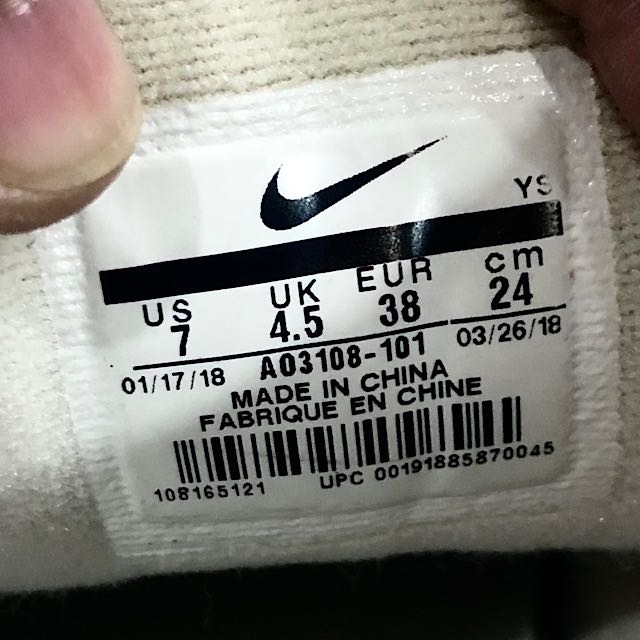 YS
US UK EUR cm
7 4.5 38 24
01/17/18 AO3108-101 03/26/18
MADE IN CHINA
FABRIQUE EN CHINE
108165121 UPC 00191885870045